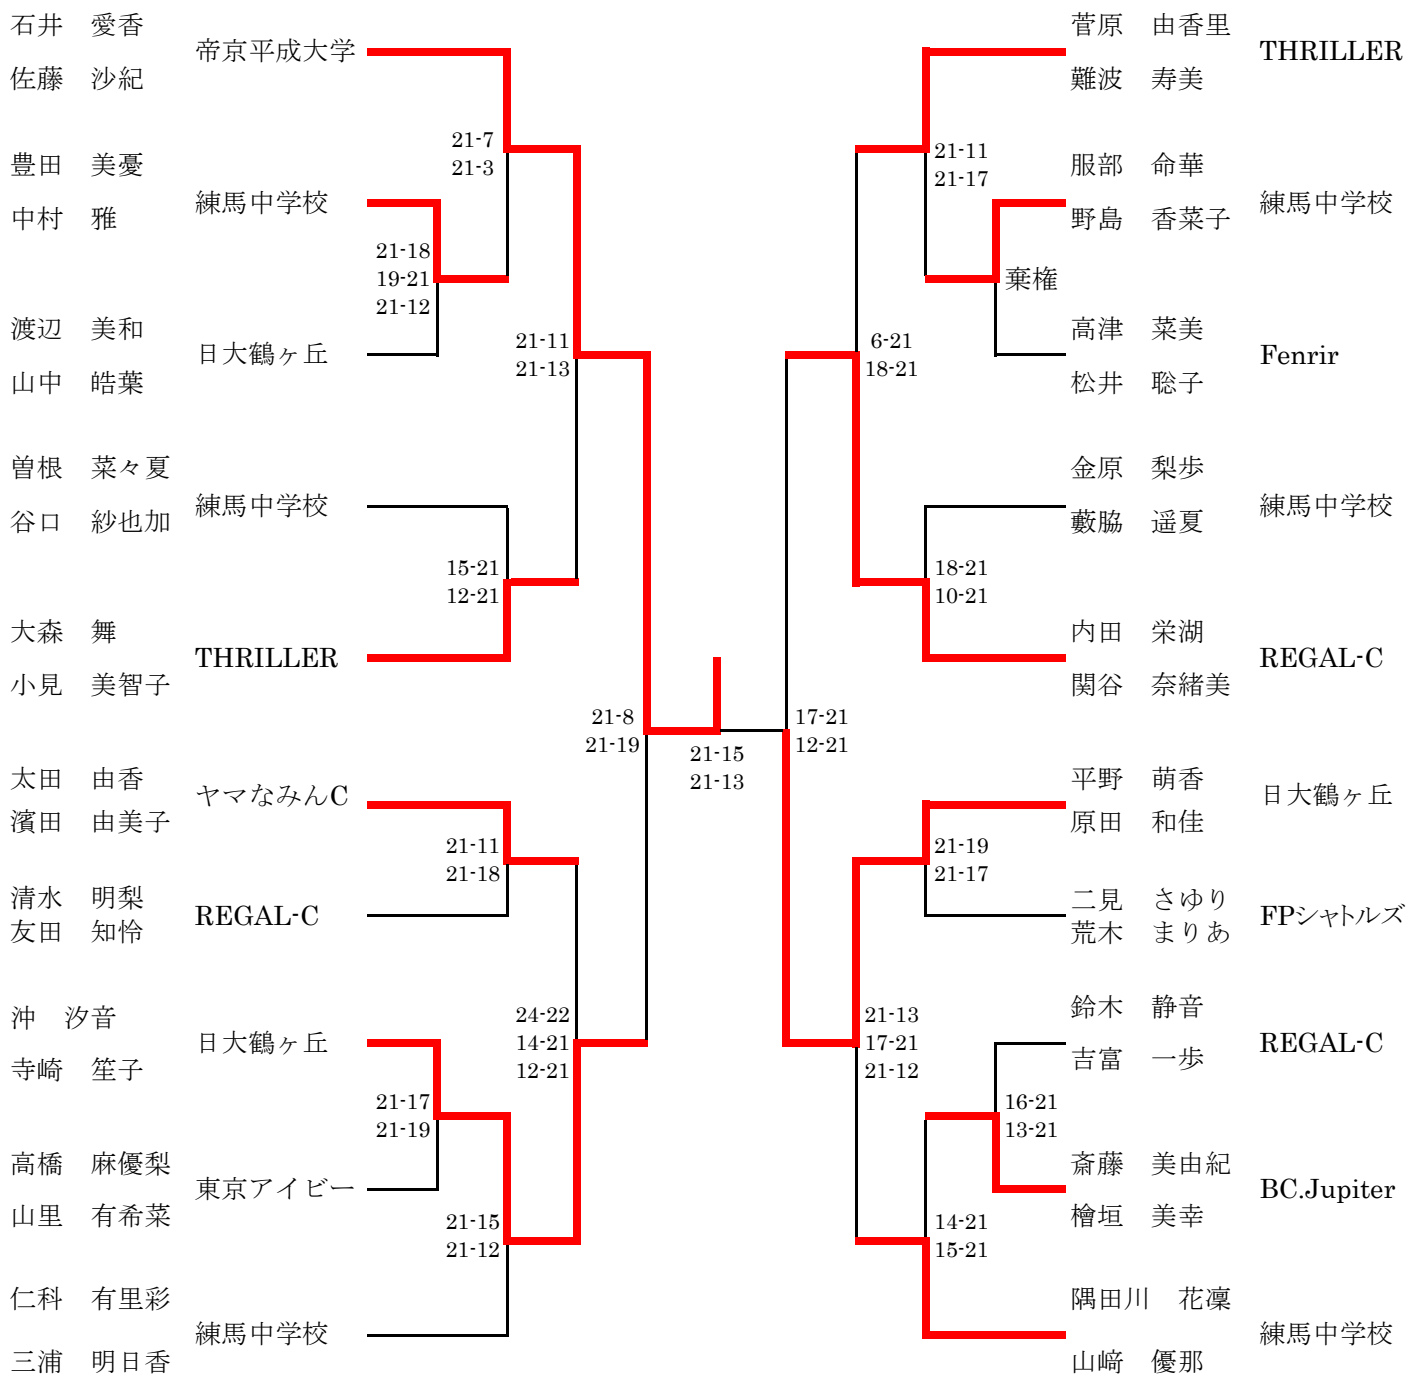 石井　愛香
帝京平成大学
佐藤　沙紀
21-7
21-3
豊田　美憂
練馬中学校
中村　雅
21-18
19-21
21-12
渡辺　美和
日大鶴ヶ丘
山中　皓葉
21-11
21-13
曽根　菜々夏
練馬中学校
谷口　紗也加
15-21
12-21
大森　舞
THRILLER
小見　美智子
21-8
21-19
太田　由香
ヤマなみんC
濱田　由美子
21-11
21-18
清水　明梨
REGAL-C
友田　知怜
24-22
14-21
12-21
沖　汐音
日大鶴ヶ丘
寺崎　笙子
21-17
21-19
高橋　麻優梨
東京アイビー
山里　有希菜
21-15
21-12
仁科　有里彩
練馬中学校
三浦　明日香
21-15
21-13
菅原　由香里
THRILLER
難波　寿美
21-11
21-17
服部　命華
練馬中学校
野島　香菜子
棄権
高津　菜美
Fenrir
松井　聡子
6-21
18-21
金原　梨歩
練馬中学校
藪脇　遥夏
18-21
10-21
内田　栄湖
REGAL-C
関谷　奈緒美
17-21
12-21
平野　萌香
日大鶴ヶ丘
原田　和佳
21-19
21-17
二見　さゆり
FPシャトルズ
荒木　まりあ
21-13
17-21
21-12
鈴木　静音
REGAL-C
吉富　一歩
16-21
13-21
斎藤　美由紀
BC.Jupiter
檜垣　美幸
14-21
15-21
隅田川　花凜
練馬中学校
山﨑　優那